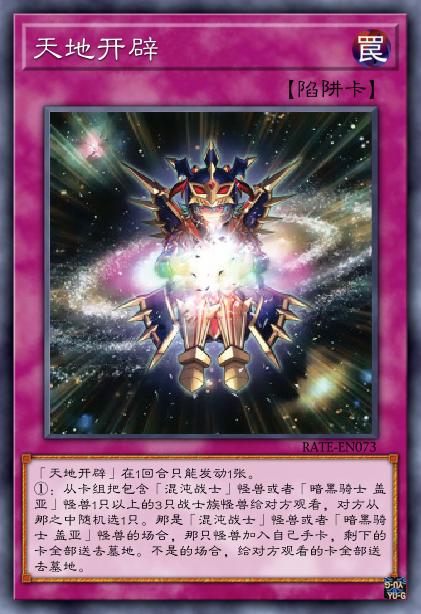 天地开辟
罠
【陷阱卡】
RATE-EN073
「天地开辟」在1回合只能发动1张。
①：从卡组把包含「混沌战士」怪兽或者「暗黑骑士 盖
亚」怪兽1只以上的3只战士族怪兽给对方观看，对方从
那之中随机选1只。那是「混沌战士」怪兽或者「暗黑骑
士 盖亚」怪兽的场合，那只怪兽加入自己手卡，剩下的
卡全部送去墓地。不是的场合，给对方观看的卡全部送
去墓地。